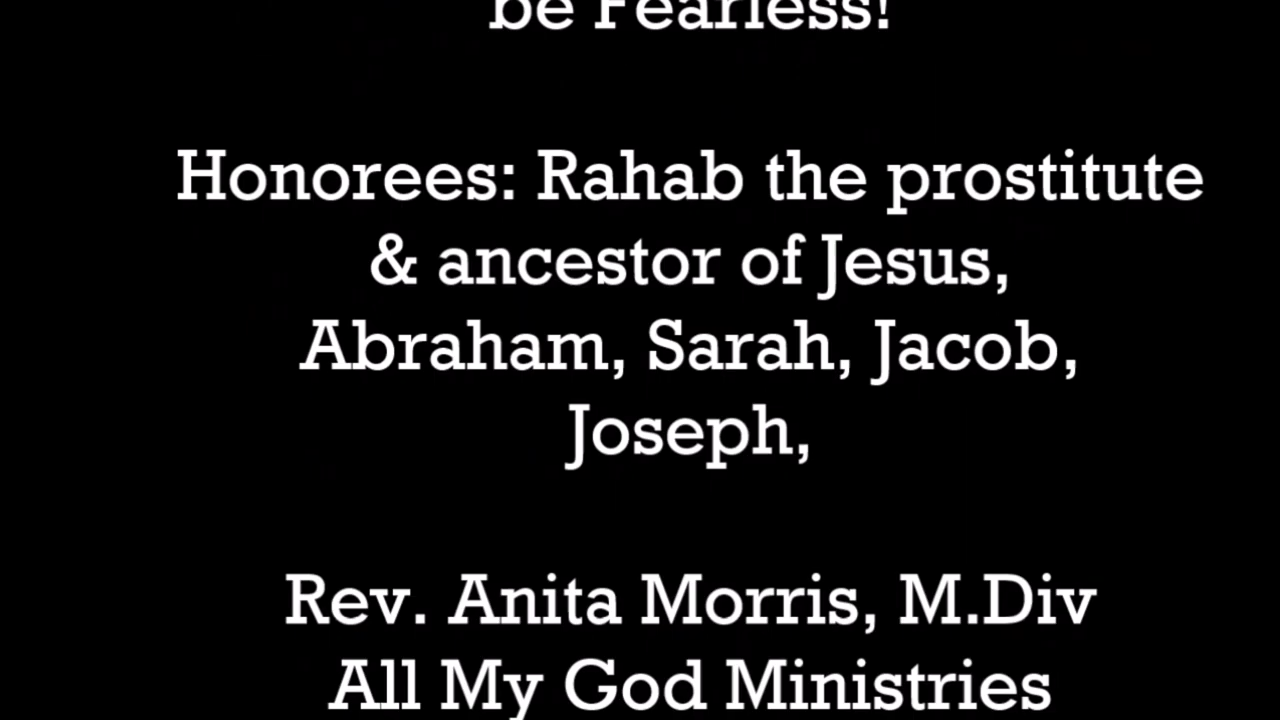 be Fearless!
Honorees: Rahab the prostitute
& ancestor of Jesus,
Abraham, Sarah, Jacob,
Joseph,
Rev. Anita Morris, M.Div
All My God Ministries